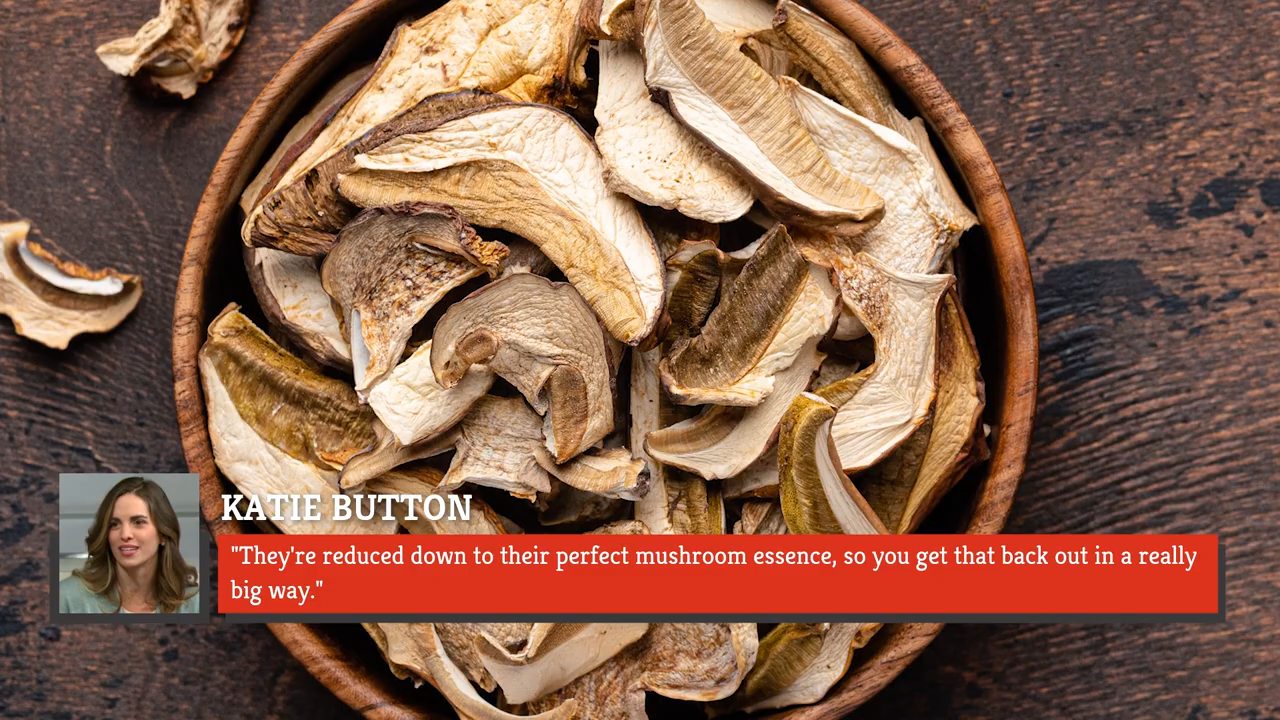 KATIE BUTTON
"They're reduced down to their perfect mushroom essence, so you get that back out in a really
big way."